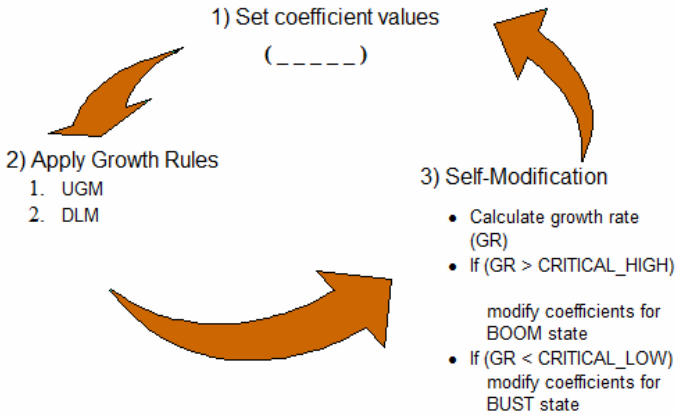 1) Set coefficient values
( _ _ _ _ _ )
2) Apply Growth Rules
1. UGM
2. DLM
3) Self-Modification
• Calculate growth rate
(GR)
• If (GR > CRITICAL_HIGH)
modify coefficients for
BOOM state
• If (GR < CRITICAL_LOW)
modify coefficients for
BUST state